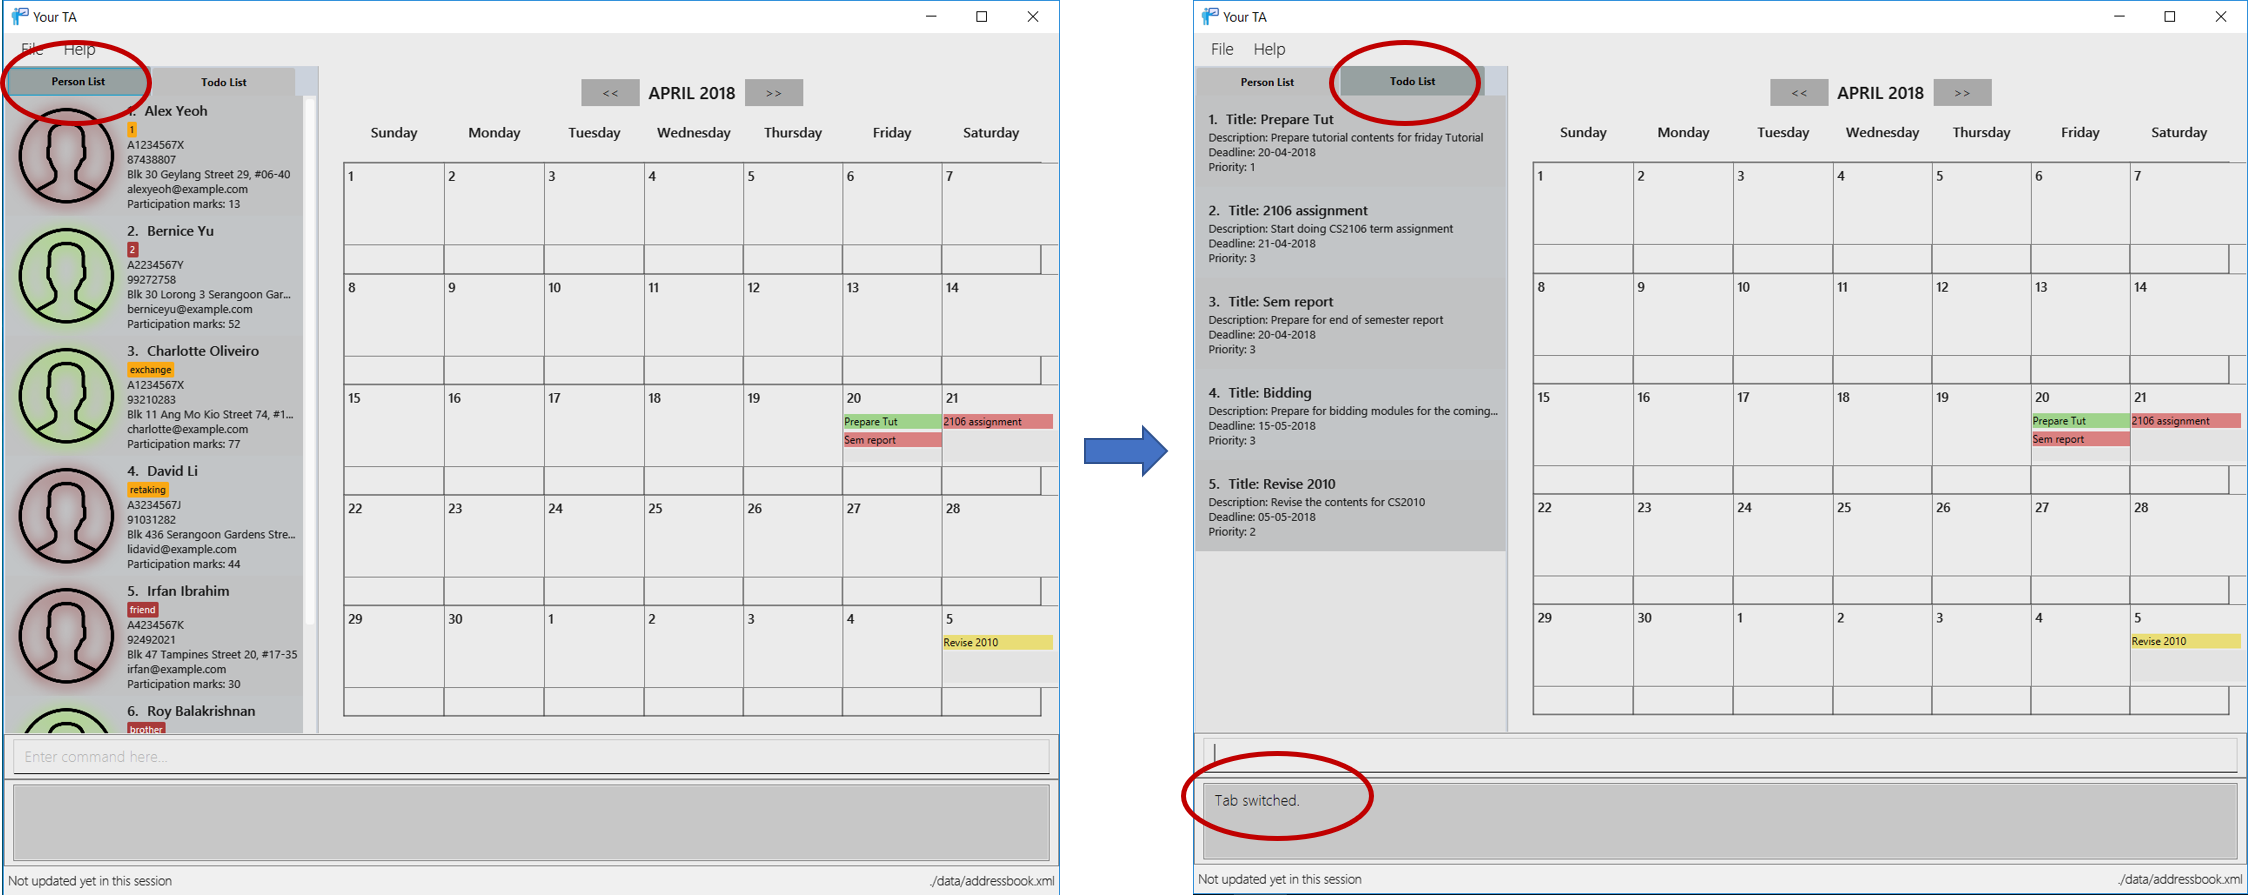 Your TA
File Help
Person List Todo List
1. Alex Yeoh
1
A1234567X
87438807
Blk 30 Geylang Street 29, #06-40
alexyeoh@example.com
Participation marks: 13
2. Bernice Yu
2
A2234567Y
99272758
Blk 30 Lorong 3 Serangoon Gar...
berniceyu@example.com
Participation marks: 52
3. Charlotte Oliveiro
exchange
A1234567X
93210283
Blk 11 Ang Mo Kio Street 74, #1...
charlotte@example.com
Participation marks: 77
4. David Li
retaking
A3234567J
91031282
Blk 436 Serangoon Gardens Stre...
lidavid@example.com
Participation marks: 44
5. Irfan Ibrahim
friend
A4234567K
92492021
Blk 47 Tampines Street 20, #17-35
irfan@example.com
Participation marks: 30
6. Roy Balakrishnan
brother
<< APRIL 2018 >>
Sunday Monday Tuesday Wednesday Thursday Friday Saturday
1 2 3 4 5 6 7
8 9 10 11 12 13 14
15 16 17 18 19 20 21
Prepare Tut 2106 assignment
Sem report
22 23 24 25 26 27 28
29 30 1 2 3 4 5
Revise 2010
Enter command here...
Not updated yet in this session ./data/addressbook.xml
Your TA
File Help
Person List Todo List
1. Title: Prepare Tut
Description: Prepare tutorial contents for friday Tutorial
Deadline: 20-04-2018
Priority: 1
2. Title: 2106 assignment
Description: Start doing CS2106 term assignment
Deadline: 21-04-2018
Priority: 3
3. Title: Sem report
Description: Prepare for end of semester report
Deadline: 20-04-2018
Priority: 3
4. Title: Bidding
Description: Prepare for bidding modules for the coming...
Deadline: 15-05-2018
Priority: 3
5. Title: Revise 2010
Description: Revise the contents for CS2010
Deadline: 05-05-2018
Priority: 2
<< APRIL 2018 >>
Sunday Monday Tuesday Wednesday Thursday Friday Saturday
1 2 3 4 5 6 7
8 9 10 11 12 13 14
15 16 17 18 19 20 21
Prepare Tut 2106 assignment
Sem report
22 23 24 25 26 27 28
29 30 1 2 3 4 5
Revise 2010
Tab switched.
Not updated yet in this session ./data/addressbook.xml